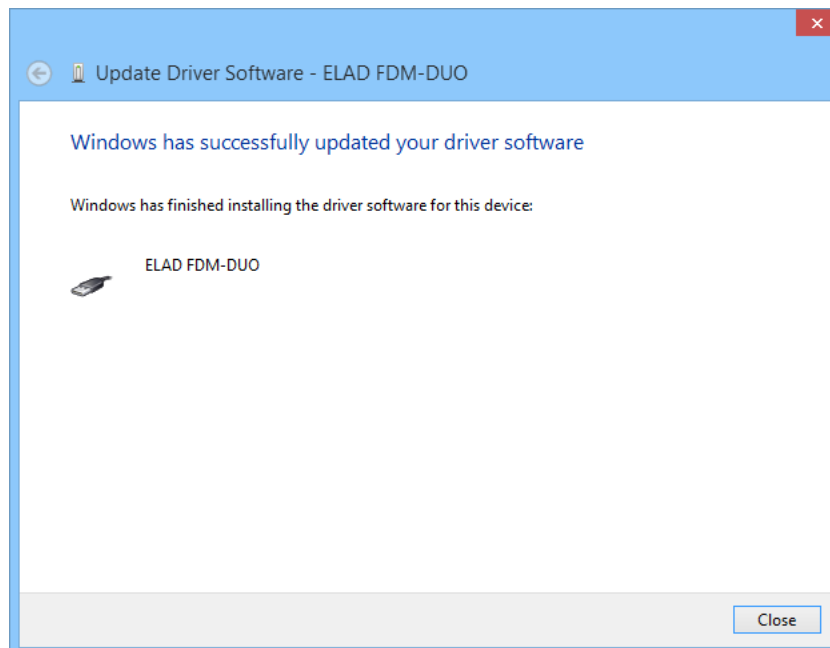 Update Driver Software - ELAD FDM-DUO
Windows has successfully updated your driver software
Windows has finished installing the driver software for this device:
ELAD FDM-DUO
Close